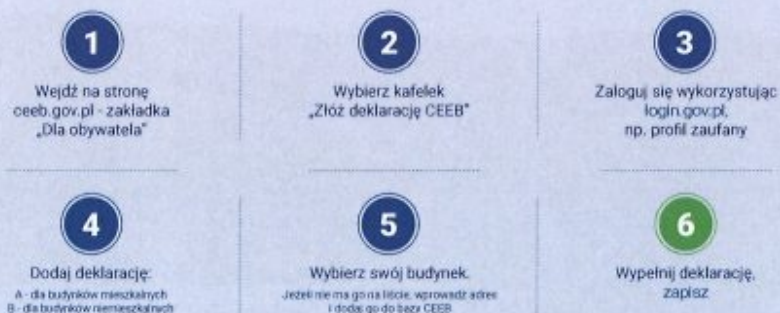 1
Wejdź na stronę
ceeb.gov.pl - zakładka
„Dla obywatela"
2
Wybierz kafelek
„Złóż deklarację CEEB"
3
Zaloguj się wykorzystując
login.gov.pl,
np. profil zaufany
4
Dodaj deklarację:
A - dla budynków mieszkalnych
B - dla budynków niemieszkalnych
5
Wybierz swój budynek.
Jeżeli nie ma go na liście, wprowadź adres
i dodaj go do bazy CEEB
6
Wypełnij deklarację,
zapisz